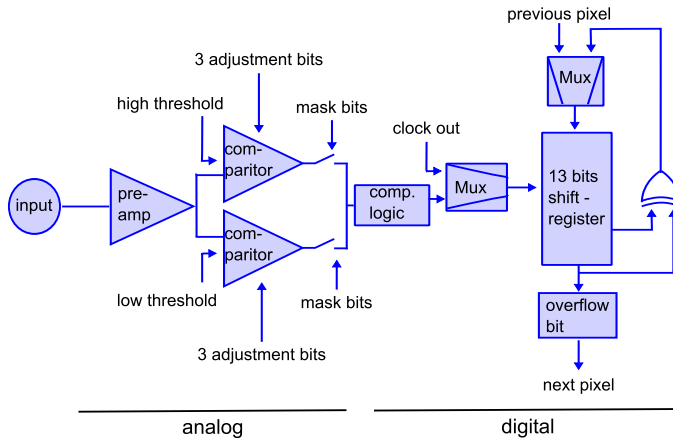 previous pixel
3 adjustment bits
Mux
high threshold
mask bits
clock out
com-
paritor
13 bits
shift -
register
input
pre-
amp
comp.
logic
Mux
com-
paritor
low threshold
mask bits
overflow
bit
3 adjustment bits
next pixel
analog
digital